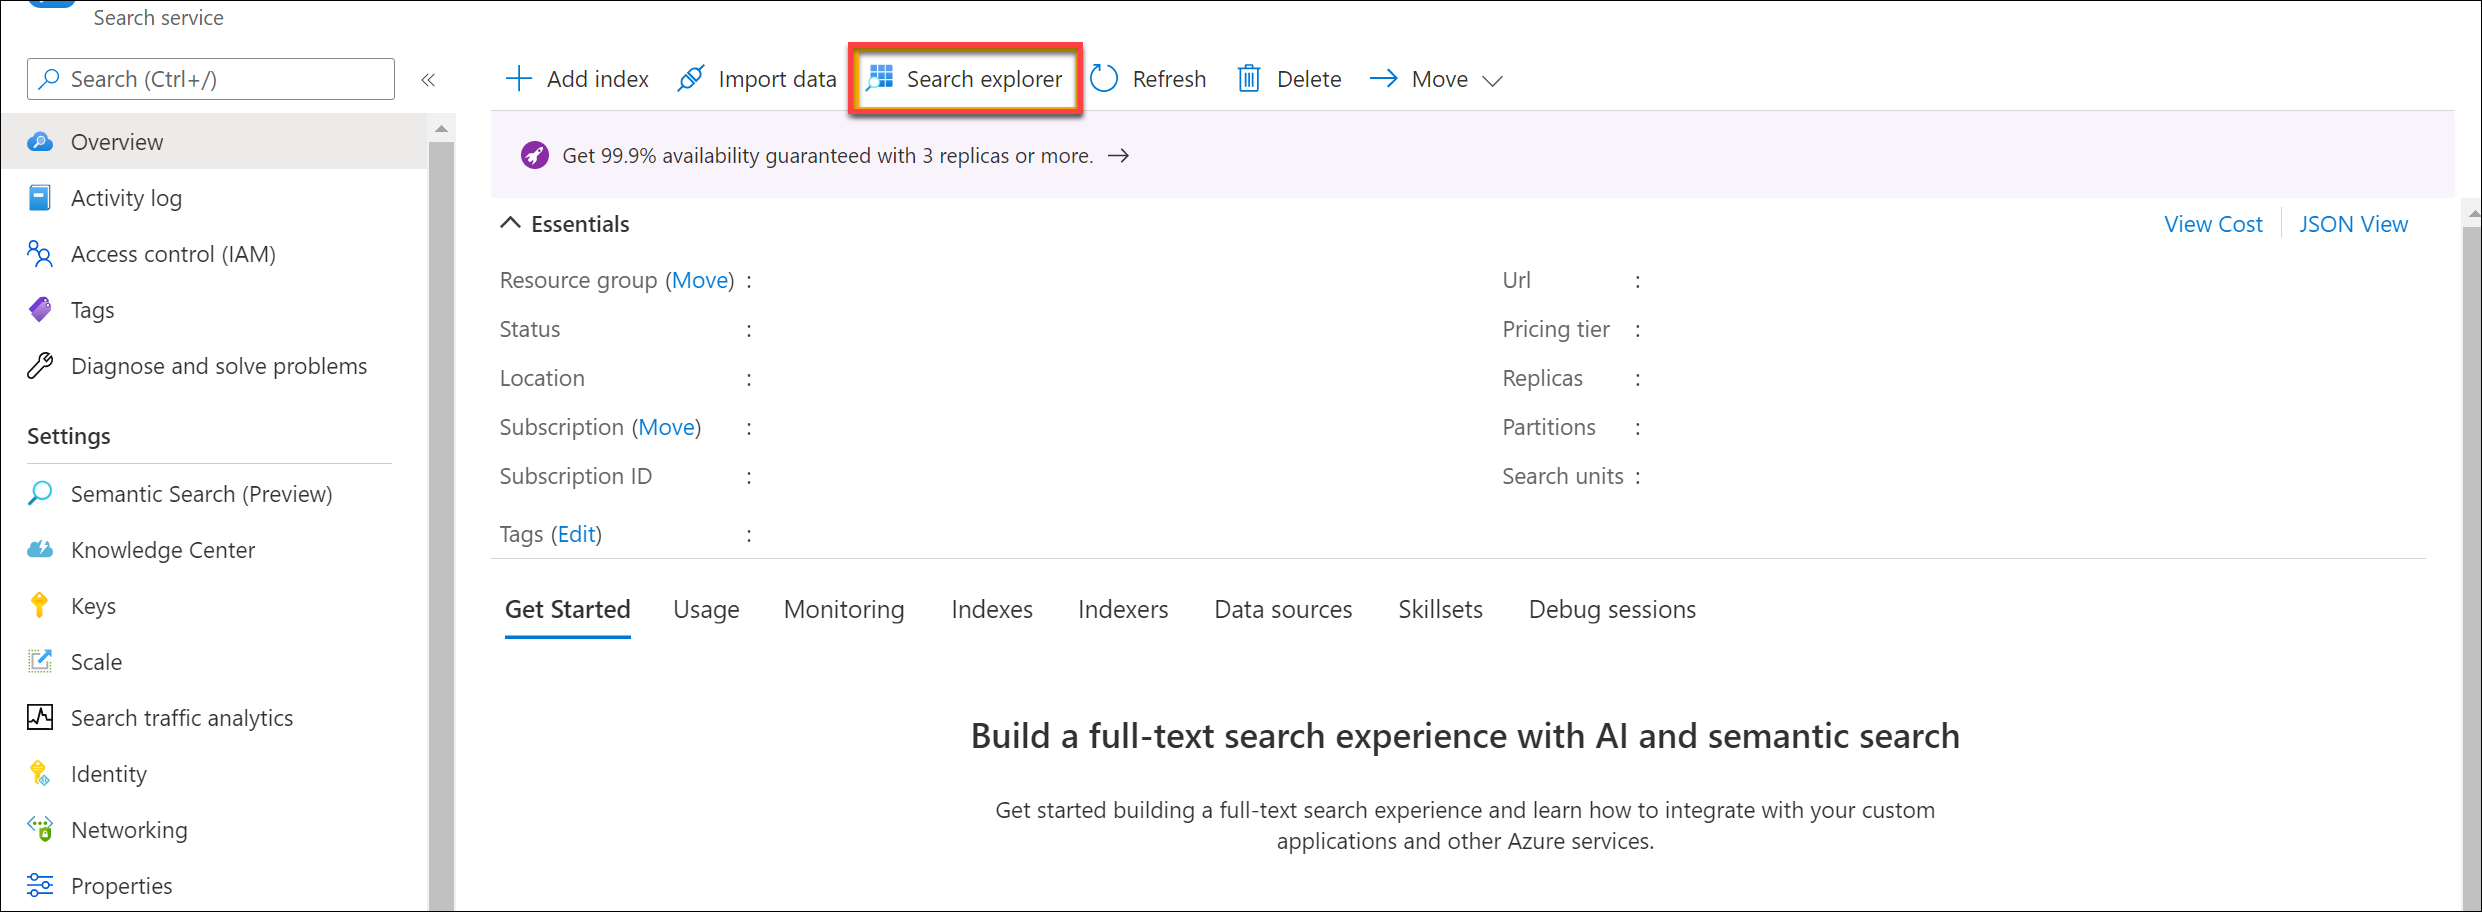 Search service
Search (Ctrl+/)
«
Add index
Import data
Search explorer
Refresh
Delete
Move
Overview
Activity log
Access control (IAM)
Tags
Diagnose and solve problems
Settings
Semantic Search (Preview)
Knowledge Center
Keys
Scale
Search traffic analytics
Identity
Networking
Properties
Get 99.9% availability guaranteed with 3 replicas or more. →
Essentials
View Cost
JSON View
Resource group (Move) :
Status :
Location :
Subscription (Move) :
Subscription ID :
Tags (Edit) :
Url :
Pricing tier :
Replicas :
Partitions :
Search units :
Get Started
Usage
Monitoring
Indexes
Indexers
Data sources
Skillsets
Debug sessions
Build a full-text search experience with AI and semantic search
Get started building a full-text search experience and learn how to integrate with your custom
applications and other Azure services.